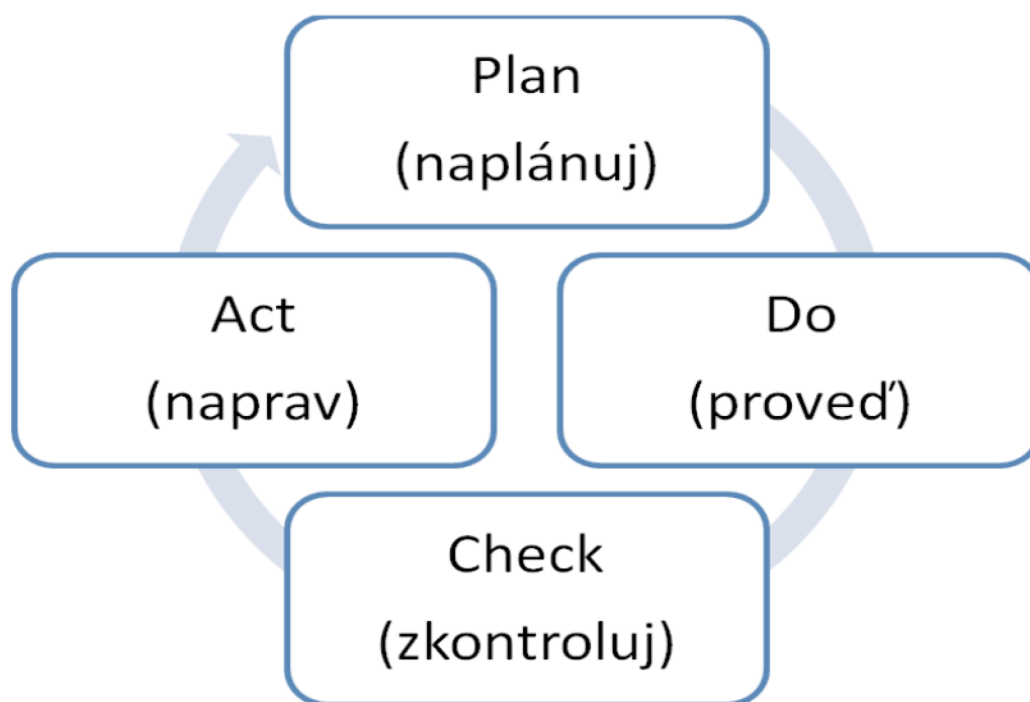 Plan
(naplánuj)
Do
(proveď)
Check
(zkontroluj)
Act
(naprav)